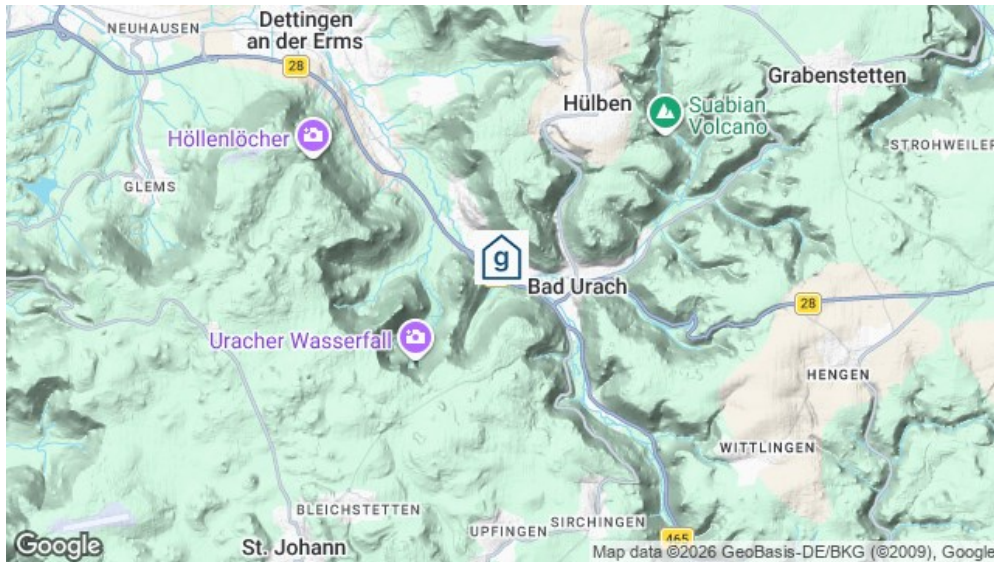 Dettingen
an der Erms
NEUHAUSEN
28
Grabenstetten
Hülben
Suabian
Volcano
Höllenlöcher
STROHWEILER
GLEMS
g
Bad Urach
28
Uracher Wasserfall
HENGEN
WITTLINGEN
BLEICHSTETTEN
SIRCHINGEN
UPFINGEN
465
St. Johann
Google
Map data ©2026 GeoBasis-DE/BKG (©2009), Google